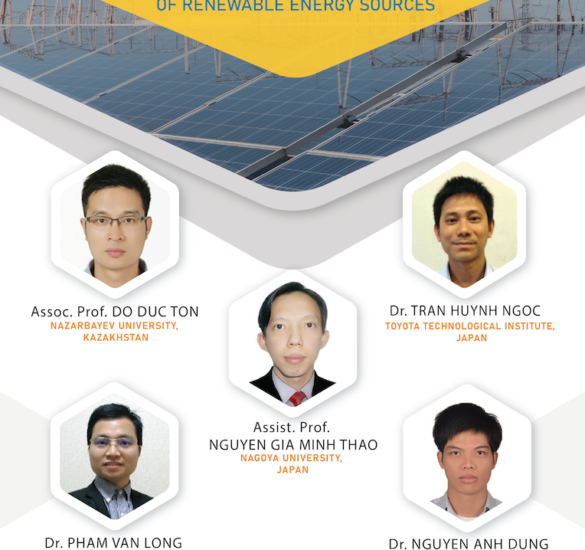 OF RENEWABLE ENERGY SOURCES
Assoc. Prof. DO DUC TON
NAZARBAYEV UNIVERSITY,
KAZAKHSTAN
Dr. TRAN HUYNH NGOC
TOYOTA TECHNOLOGICAL INSTITUTE,
JAPAN
Assist. Prof.
NGUYEN GIA MINH THAO
NAGOYA UNIVERSITY,
JAPAN
Dr. PHAM VAN LONG
Dr. NGUYEN ANH DUNG